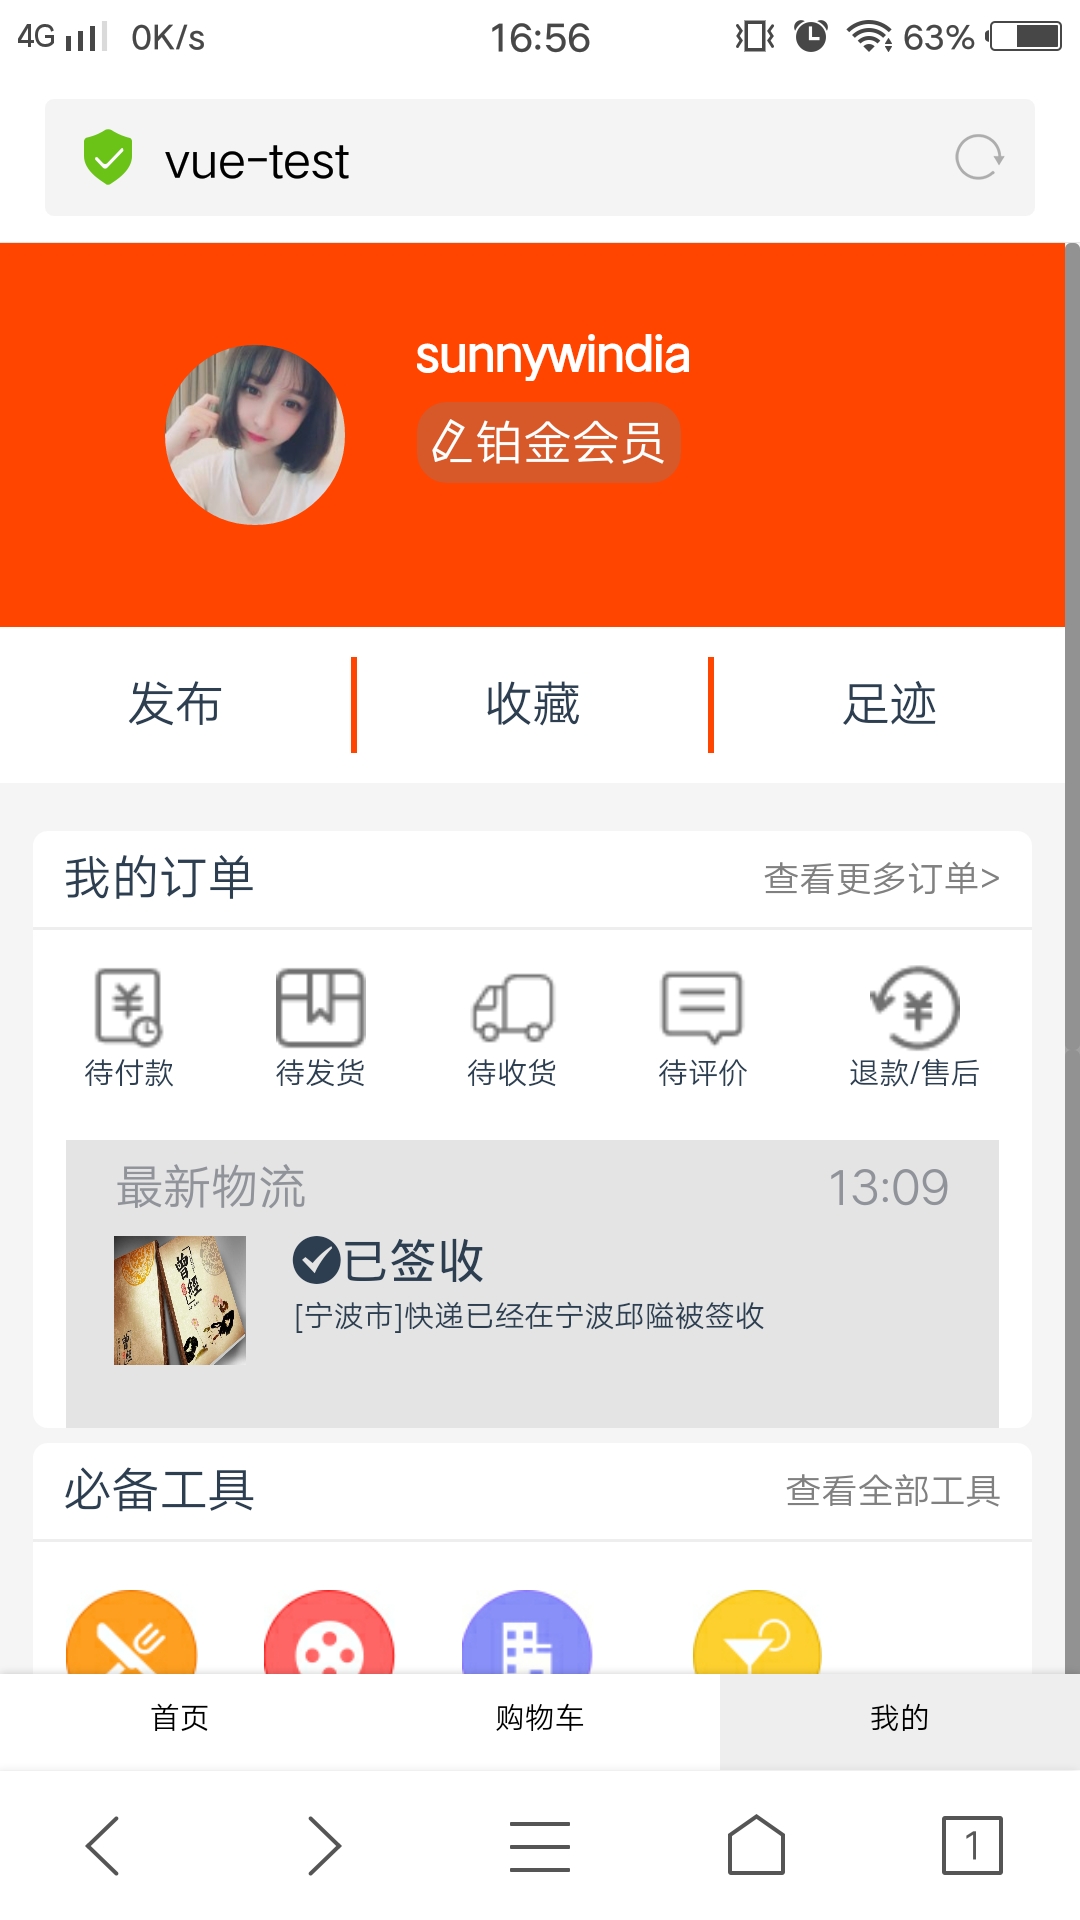 4G 0K/s 16:56 63%
vue-test
sunnywindia
铂金会员
发布 收藏 足迹
我的订单 查看更多订单>
待付款 待发货 待收货 待评价 退款/售后
最新物流 13:09
已签收
[宁波市]快递已经在宁波邱隘被签收
必备工具 查看全部工具
首页 购物车 我的
1